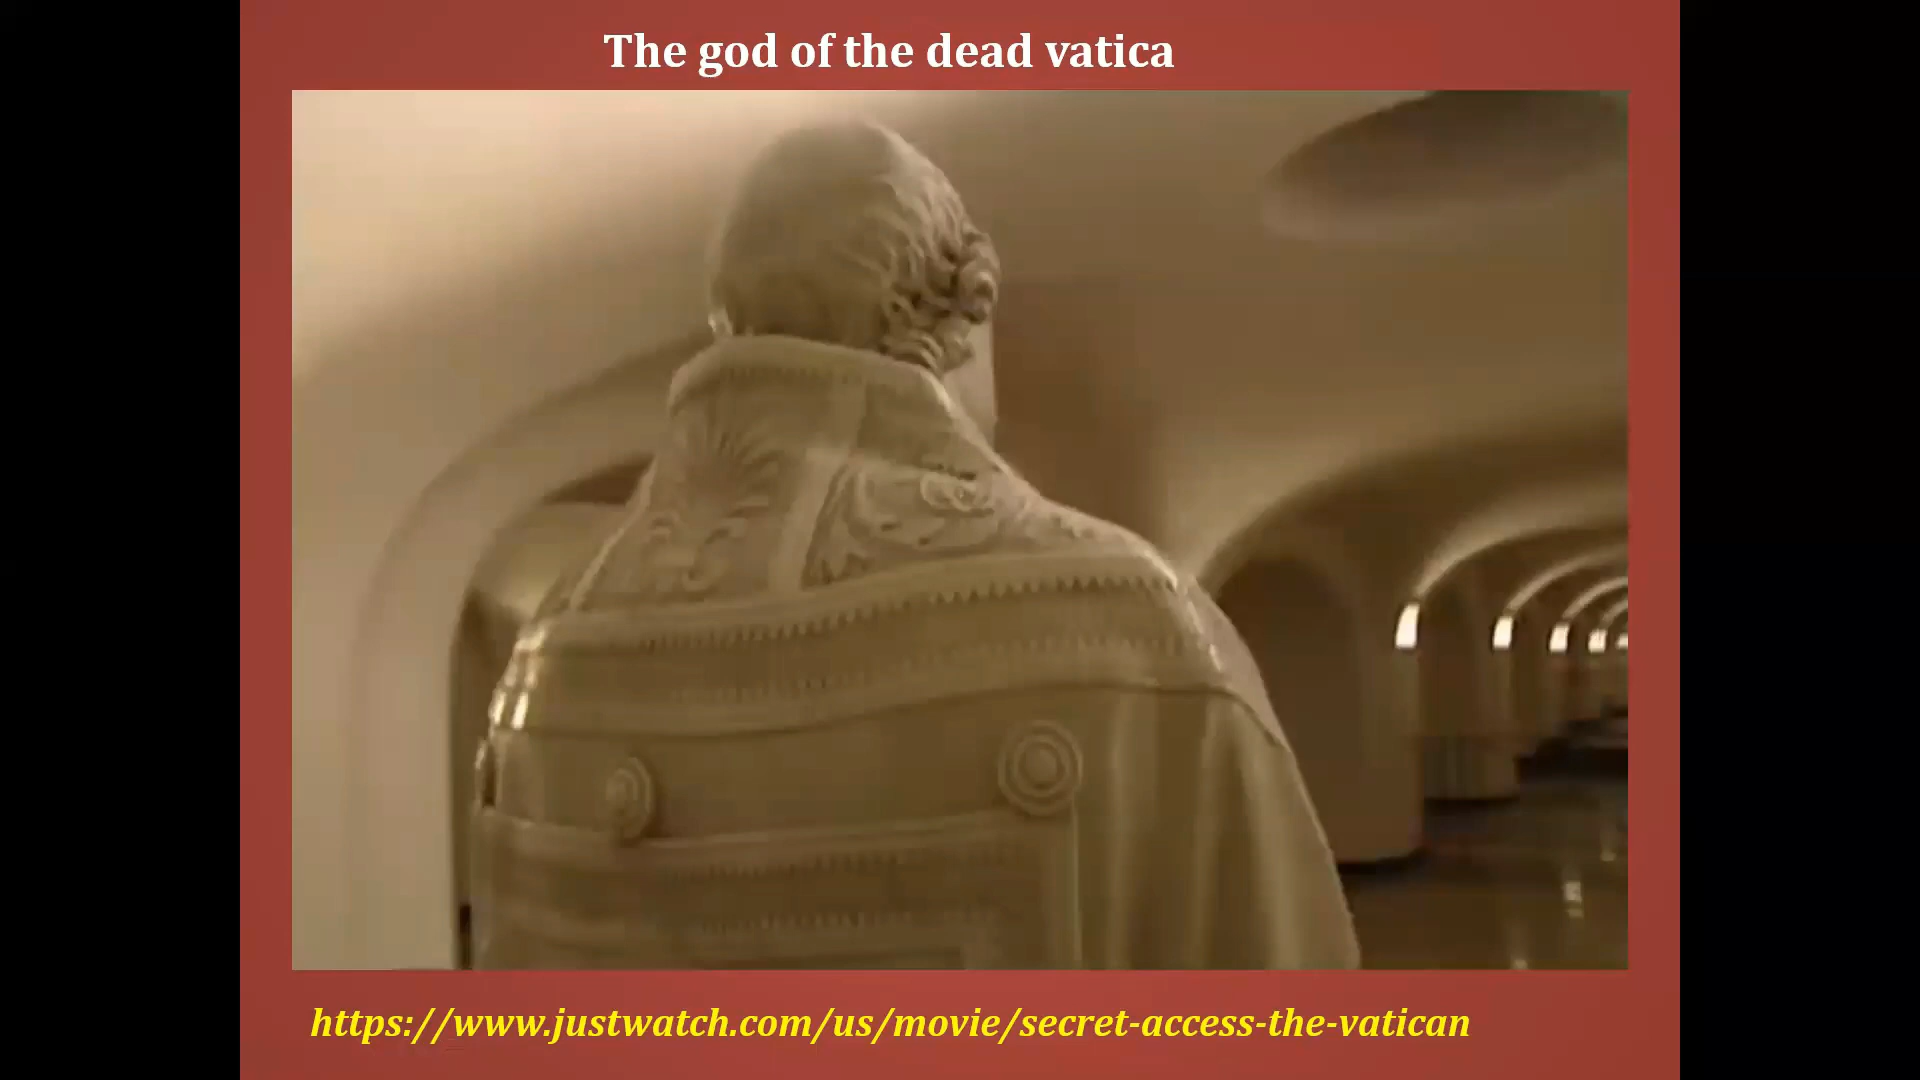 The god of the dead vatica
https://www.justwatch.com/us/movie/secret-access-the-vatican